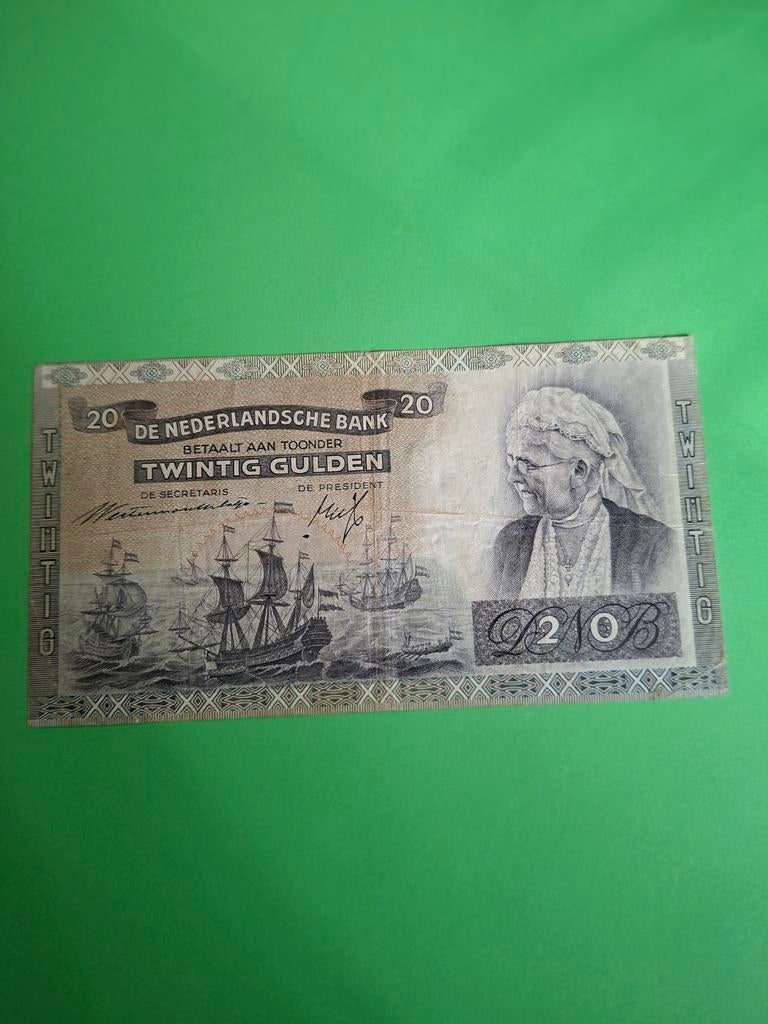 20 20
DE NEDERLANDSCHE BANK
BETAALT AAN TOONDER
TWINTIG GULDEN
DE SECRETARIS DE PRESIDENT
TWINTIG
TWINTIG
DNB
20